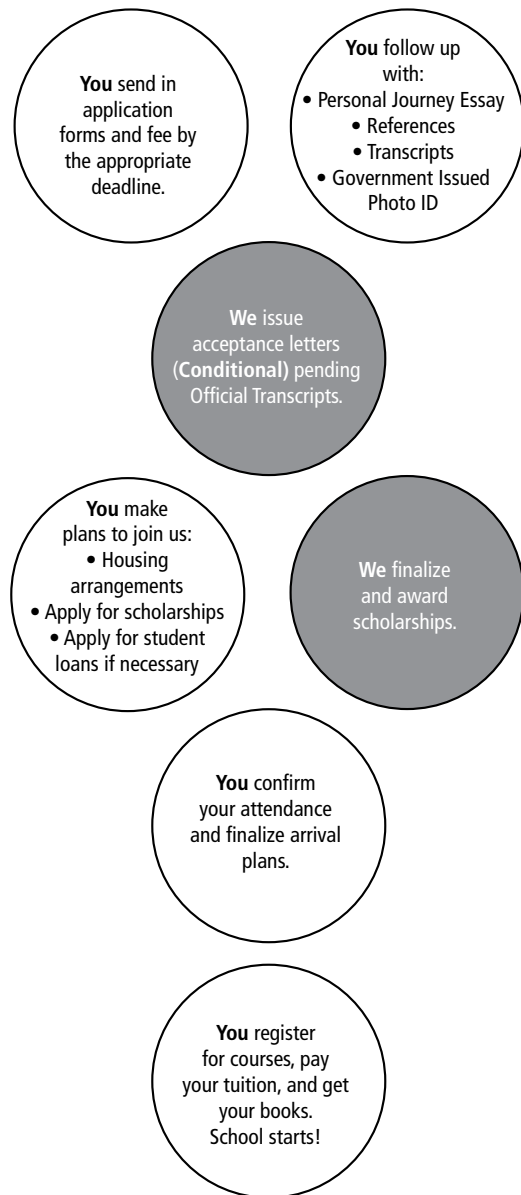 You send in
application
forms and fee by
the appropriate
deadline.
You follow up
with:
• Personal Journey Essay
• References
• Transcripts
• Government Issued
Photo ID
We issue
acceptance letters
(Conditional) pending
Official Transcripts.
You make
plans to join us:
• Housing
arrangements
• Apply for scholarships
• Apply for student
loans if necessary
We finalize
and award
scholarships.
You confirm
your attendance
and finalize arrival
plans.
You register
for courses, pay
your tuition, and get
your books.
School starts!